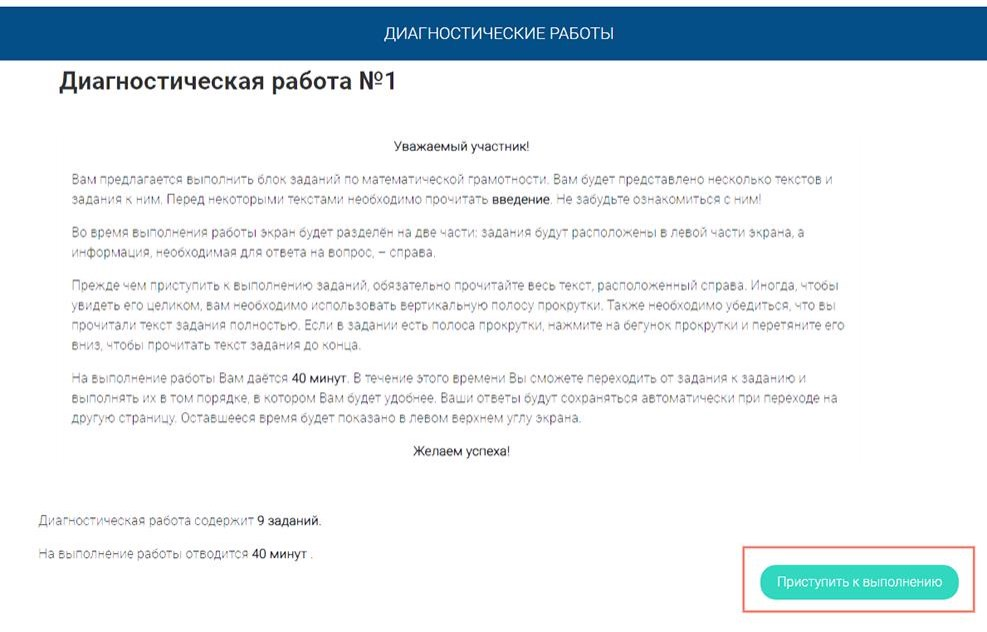 ДИАГНОСТИЧЕСКИЕ РАБОТЫ
Диагностическая работа №1
Уважаемый участник!
Вам предлагается выполнить блок заданий по математической грамотности. Вам будет представлено несколько текстов и
задания к ним. Перед некоторыми текстами необходимо прочитать введение. Не забудьте ознакомиться с ним!
Во время выполнения работы экран будет разделён на две части: задания будут расположены в левой части экрана, а
информация, необходимая для ответа на вопрос, – справа.
Прежде чем приступить к выполнению заданий, обязательно прочитайте весь текст, расположенный справа. Иногда, чтобы
увидеть его целиком, вам необходимо использовать вертикальную полосу прокрутки. Также необходимо убедиться, что вы
прочитали текст задания полностью. Если в задании есть полоса прокрутки, нажмите на бегунок прокрутки и перетяните его
вниз, чтобы прочитать текст задания до конца.
На выполнение работы Вам даётся 40 минут. В течение этого времени Вы сможете переходить от задания к заданию и
выполнять их в том порядке, в котором Вам будет удобнее. Ваши ответы будут сохраняться автоматически при переходе на
другую страницу. Оставшееся время будет показано в левом верхнем углу экрана.
Желаем успеха!
Диагностическая работа содержит 9 заданий.
На выполнение работы отводится 40 минут .
Приступить к выполнению